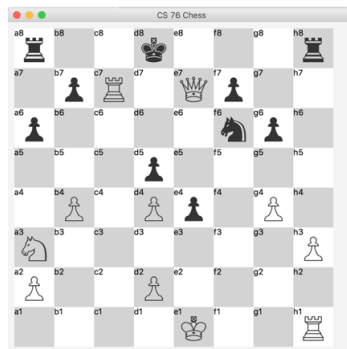 CS 76 Chess
a8 b8 c8 d8 e8 f8 g8 h8
a7 b7 c7 d7 e7 f7 g7 h7
a6 b6 c6 d6 e6 f6 g6 h6
a5 b5 c5 d5 e5 f5 g5 h5
a4 b4 c4 d4 e4 f4 g4 h4
a3 b3 c3 d3 e3 f3 g3 h3
a2 b2 c2 d2 e2 f2 g2 h2
a1 b1 c1 d1 e1 f1 g1 h1